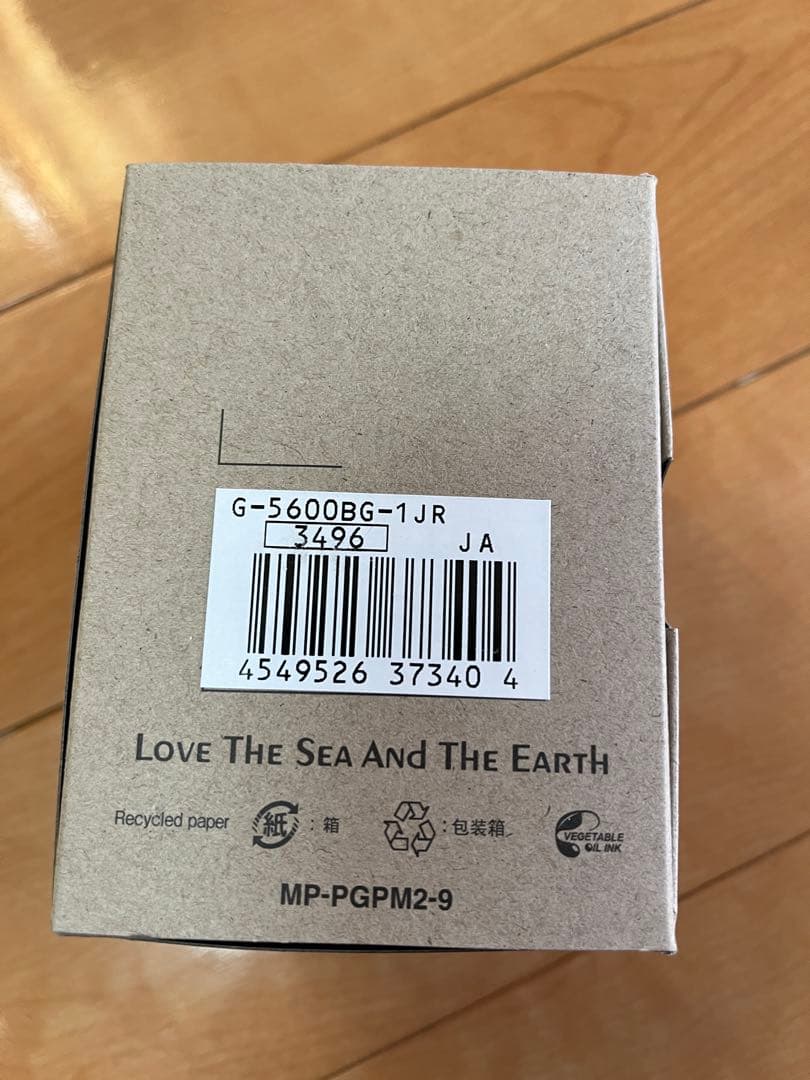 G-5600BG-1JR
3496 JA
4549526 37340 4
LOVE THE SEA AND THE EARTH
Recycled paper 紙 : 箱 : 包装箱 VEGETABLE OIL INK
MP-PGPM2-9